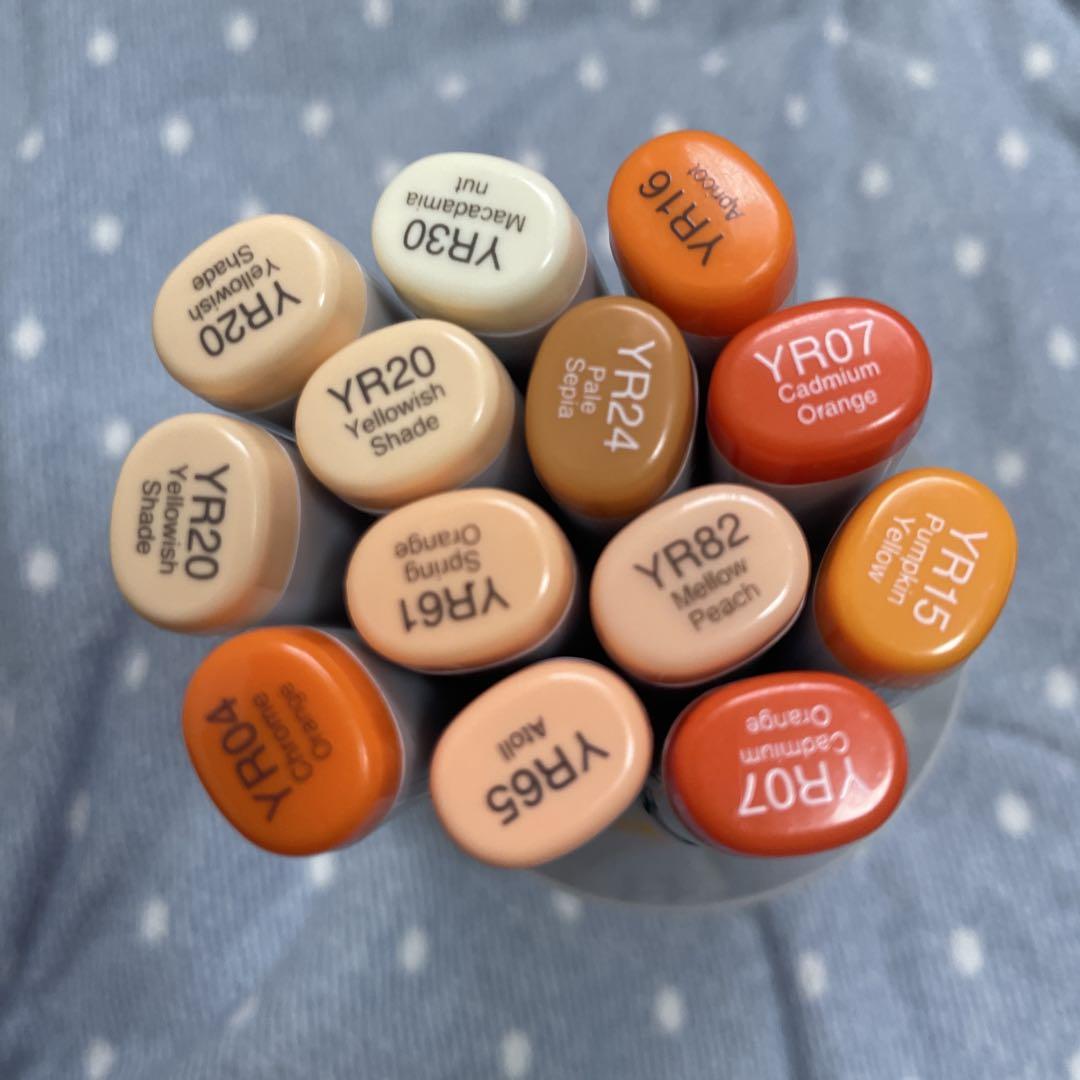 YR30
Macadamia
nut
YR16
Apricot
YR20
Yellowish
Shade
YR20
Yellowish
Shade
YR24
Pale
Sepia
YR07
Cadmium
Orange
YR20
Yellowish
Shade
YR61
Spring
Orange
YR82
Mellow
Peach
YR15
Pumpkin
Yellow
YR04
Chrome
Orange
YR65
Atoll
YR07
Cadmium
Orange